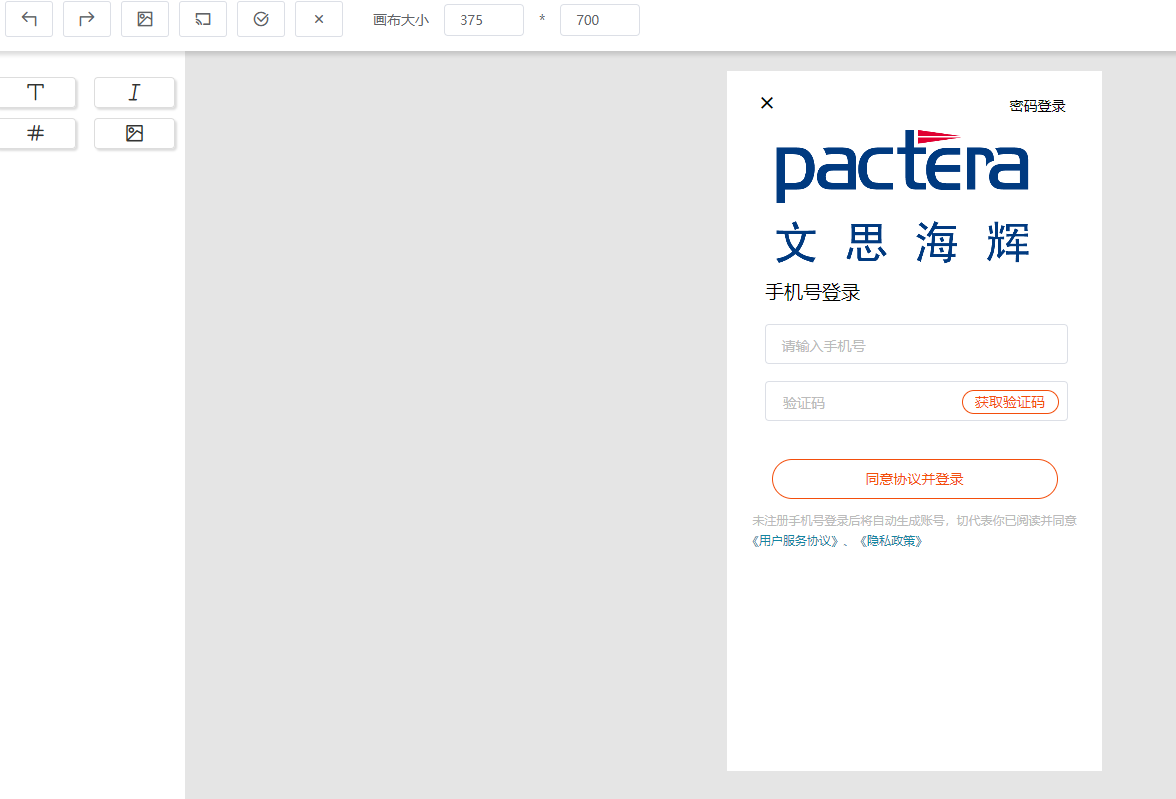 画布大小 375 * 700
密码登录
pactera
文思海辉
手机号登录
请输入手机号
验证码 获取验证码
同意协议并登录
未注册手机号登录后将自动生成账号，切代表你已阅读并同意
《用户服务协议》、《隐私政策》